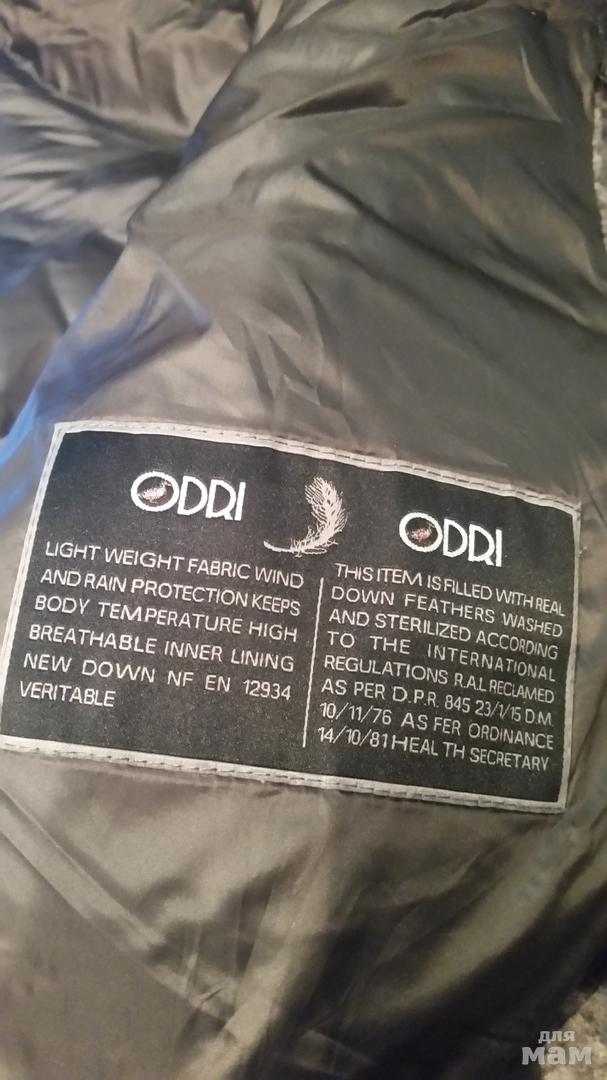 ODRI
LIGHT WEIGHT FABRIC WIND
AND RAIN PROTECTION KEEPS
BODY TEMPERATURE HIGH
BREATHABLE INNER LINING
NEW DOWN NF EN 12934
VERITABLE
ODRI
THIS ITEM IS FILLED WITH REAL
DOWN FEATHERS WASHED
AND STERILIZED ACCORDING
TO THE INTERNATIONAL
REGULATIONS R.A.L RECLAMED
AS PER D.P.R. 845 23/1/15 D.M.
10/11/76 AS FER ORDINANCE
14/10/81 HEAL TH SECRETARY
для
мам